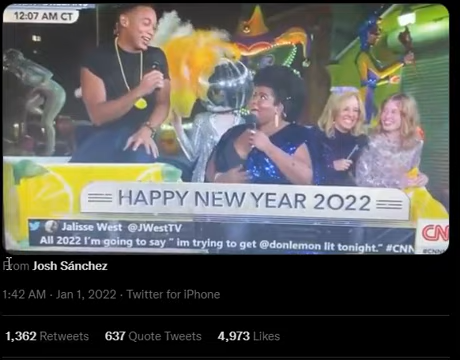 12:07 AM CT
HAPPY NEW YEAR 2022
Jalisse West @JWestTV
All 2022 I'm going to say " im trying to get @donlemon lit tonight." #CNN
CN
#CNN
From Josh Sánchez
1:42 AM · Jan 1, 2022 · Twitter for iPhone
1,362 Retweets 637 Quote Tweets 4,973 Likes